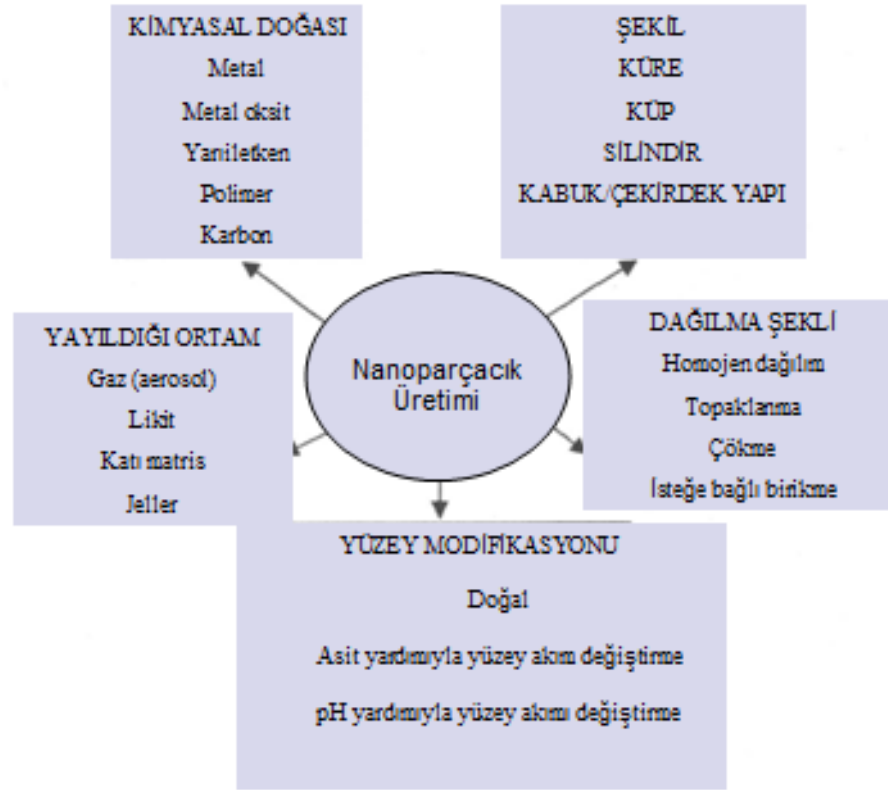 KİMYASAL DOĞASI
Metal
Metal oksit
Yarıiletken
Polimer
Karbon
ŞEKİL
KÜRE
KÜP
SİLİNDİR
KABUK/ÇEKİRDEK YAPI
YAYILDIĞI ORTAM
Gaz (aerosol)
Likit
Katı matris
Jeller
Nanoparçacık
Üretimi
DAĞILMA ŞEKLİ
Homojen dağılım
Topaklanma
Çökme
İsteğe bağlı birikme
YÜZEY MODİFİKASYONU
Doğal
Asit yardımıyla yüzey akım değiştirme
pH yardımıyla yüzey akımı değiştirme